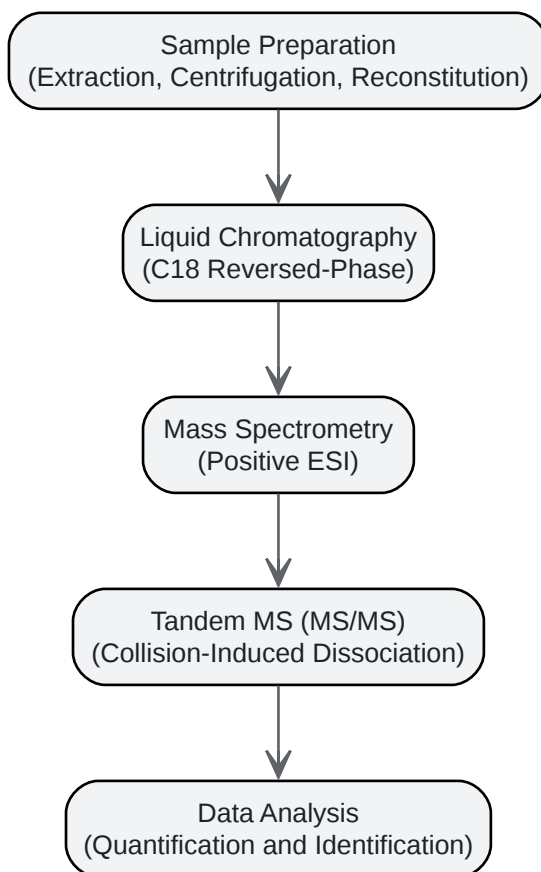 Sample Preparation
(Extraction, Centrifugation, Reconstitution)
Liquid Chromatography
(C18 Reversed-Phase)
Mass Spectrometry
(Positive ESI)
Tandem MS (MS/MS)
(Collision-Induced Dissociation)
Data Analysis
(Quantification and Identification)